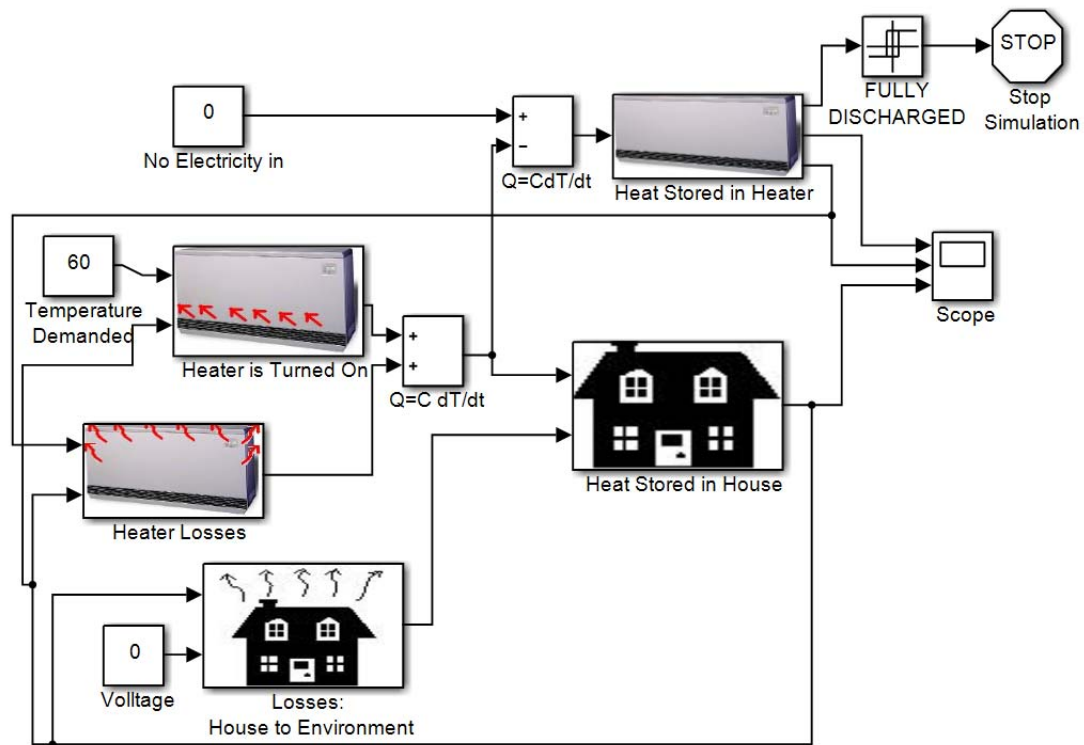 STOP
FULLY
DISCHARGED
Stop
Simulation
0
No Electricity in
+
−
Q=CdT/dt
Heat Stored in Heater
60
Temperature
Demanded
Heater is Turned On
+
+
Q=C dT/dt
Scope
Heat Stored in House
Heater Losses
0
Volltage
Losses:
House to Environment